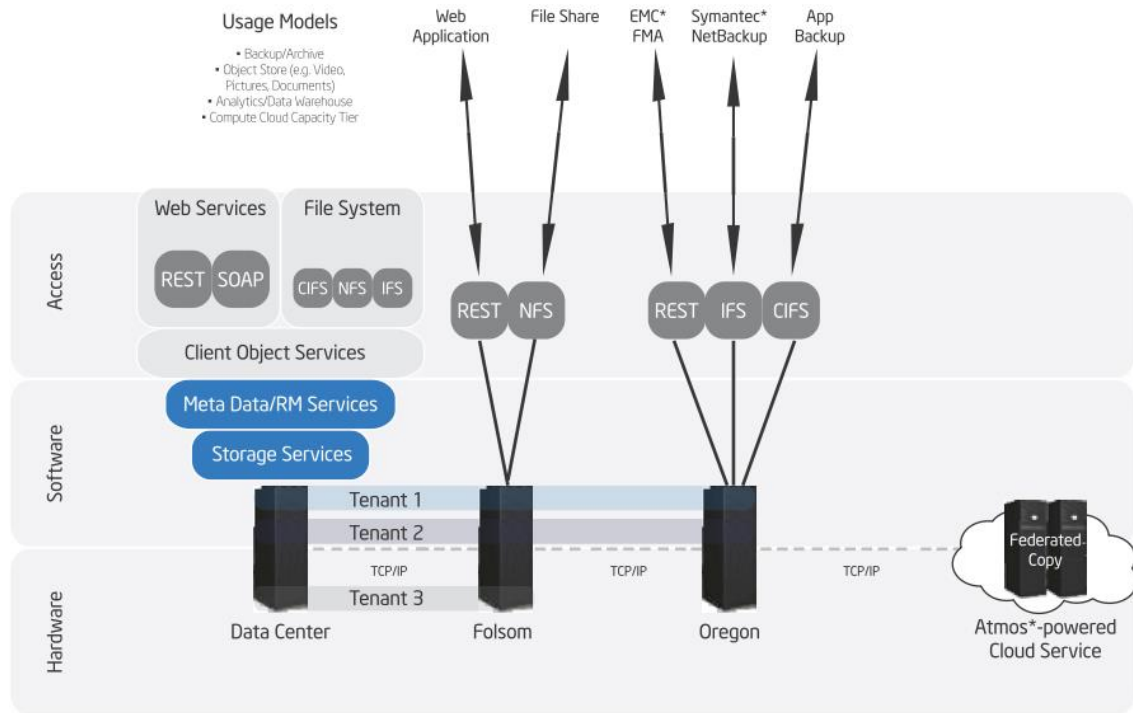 Usage Models
• Backup/Archive
• Object Store (e.g. Video,
Pictures, Documents)
• Analytics/Data Warehouse
• Compute Cloud Capacity Tier
Web
Application
File Share
EMC*
FMA
Symantec*
NetBackup
App
Backup
Access
Web Services
REST SOAP
File System
CIFS NFS IFS
Client Object Services
REST NFS
REST IFS CIFS
Software
Meta Data/RM Services
Storage Services
Tenant 1
Tenant 2
Hardware
TCP/IP TCP/IP TCP/IP
Tenant 3
Data Center
Folsom
Oregon
Federated
Copy
Atmos*-powered
Cloud Service